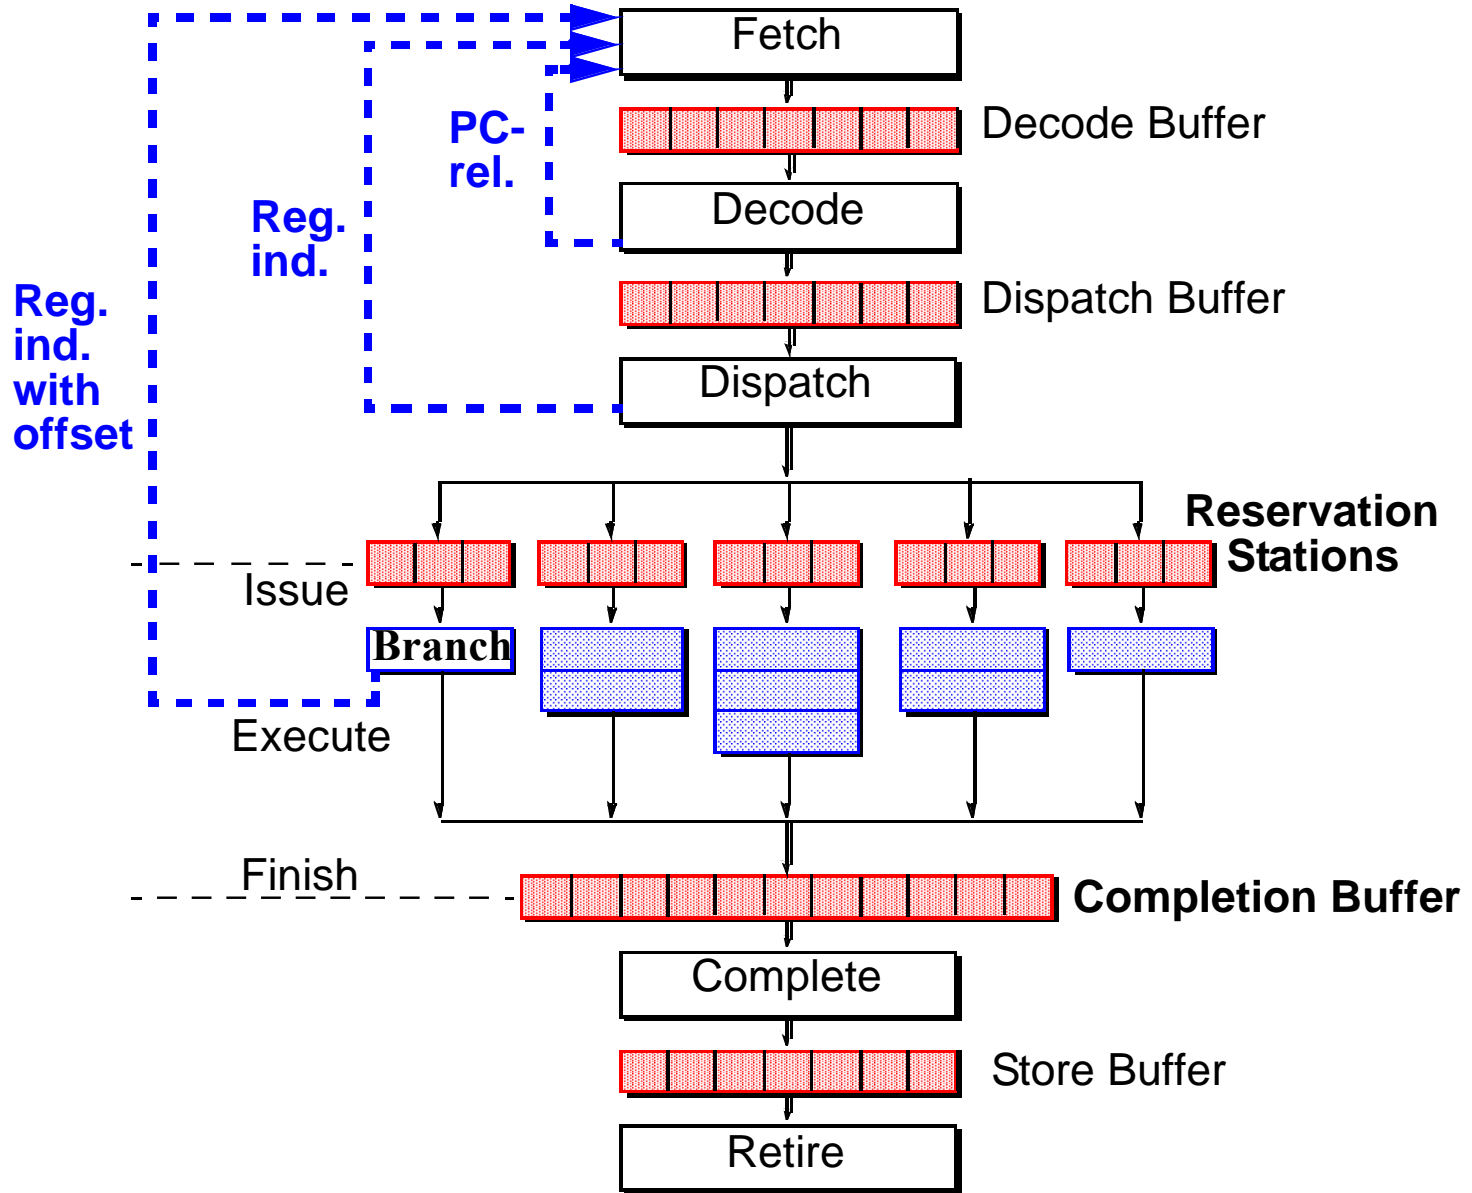 Fetch
Decode Buffer
PC-
rel.
Decode
Reg.
ind.
Dispatch Buffer
Reg.
ind.
with
offset
Dispatch
Reservation
Stations
Issue
Branch
Execute
Finish
Completion Buffer
Complete
Store Buffer
Retire